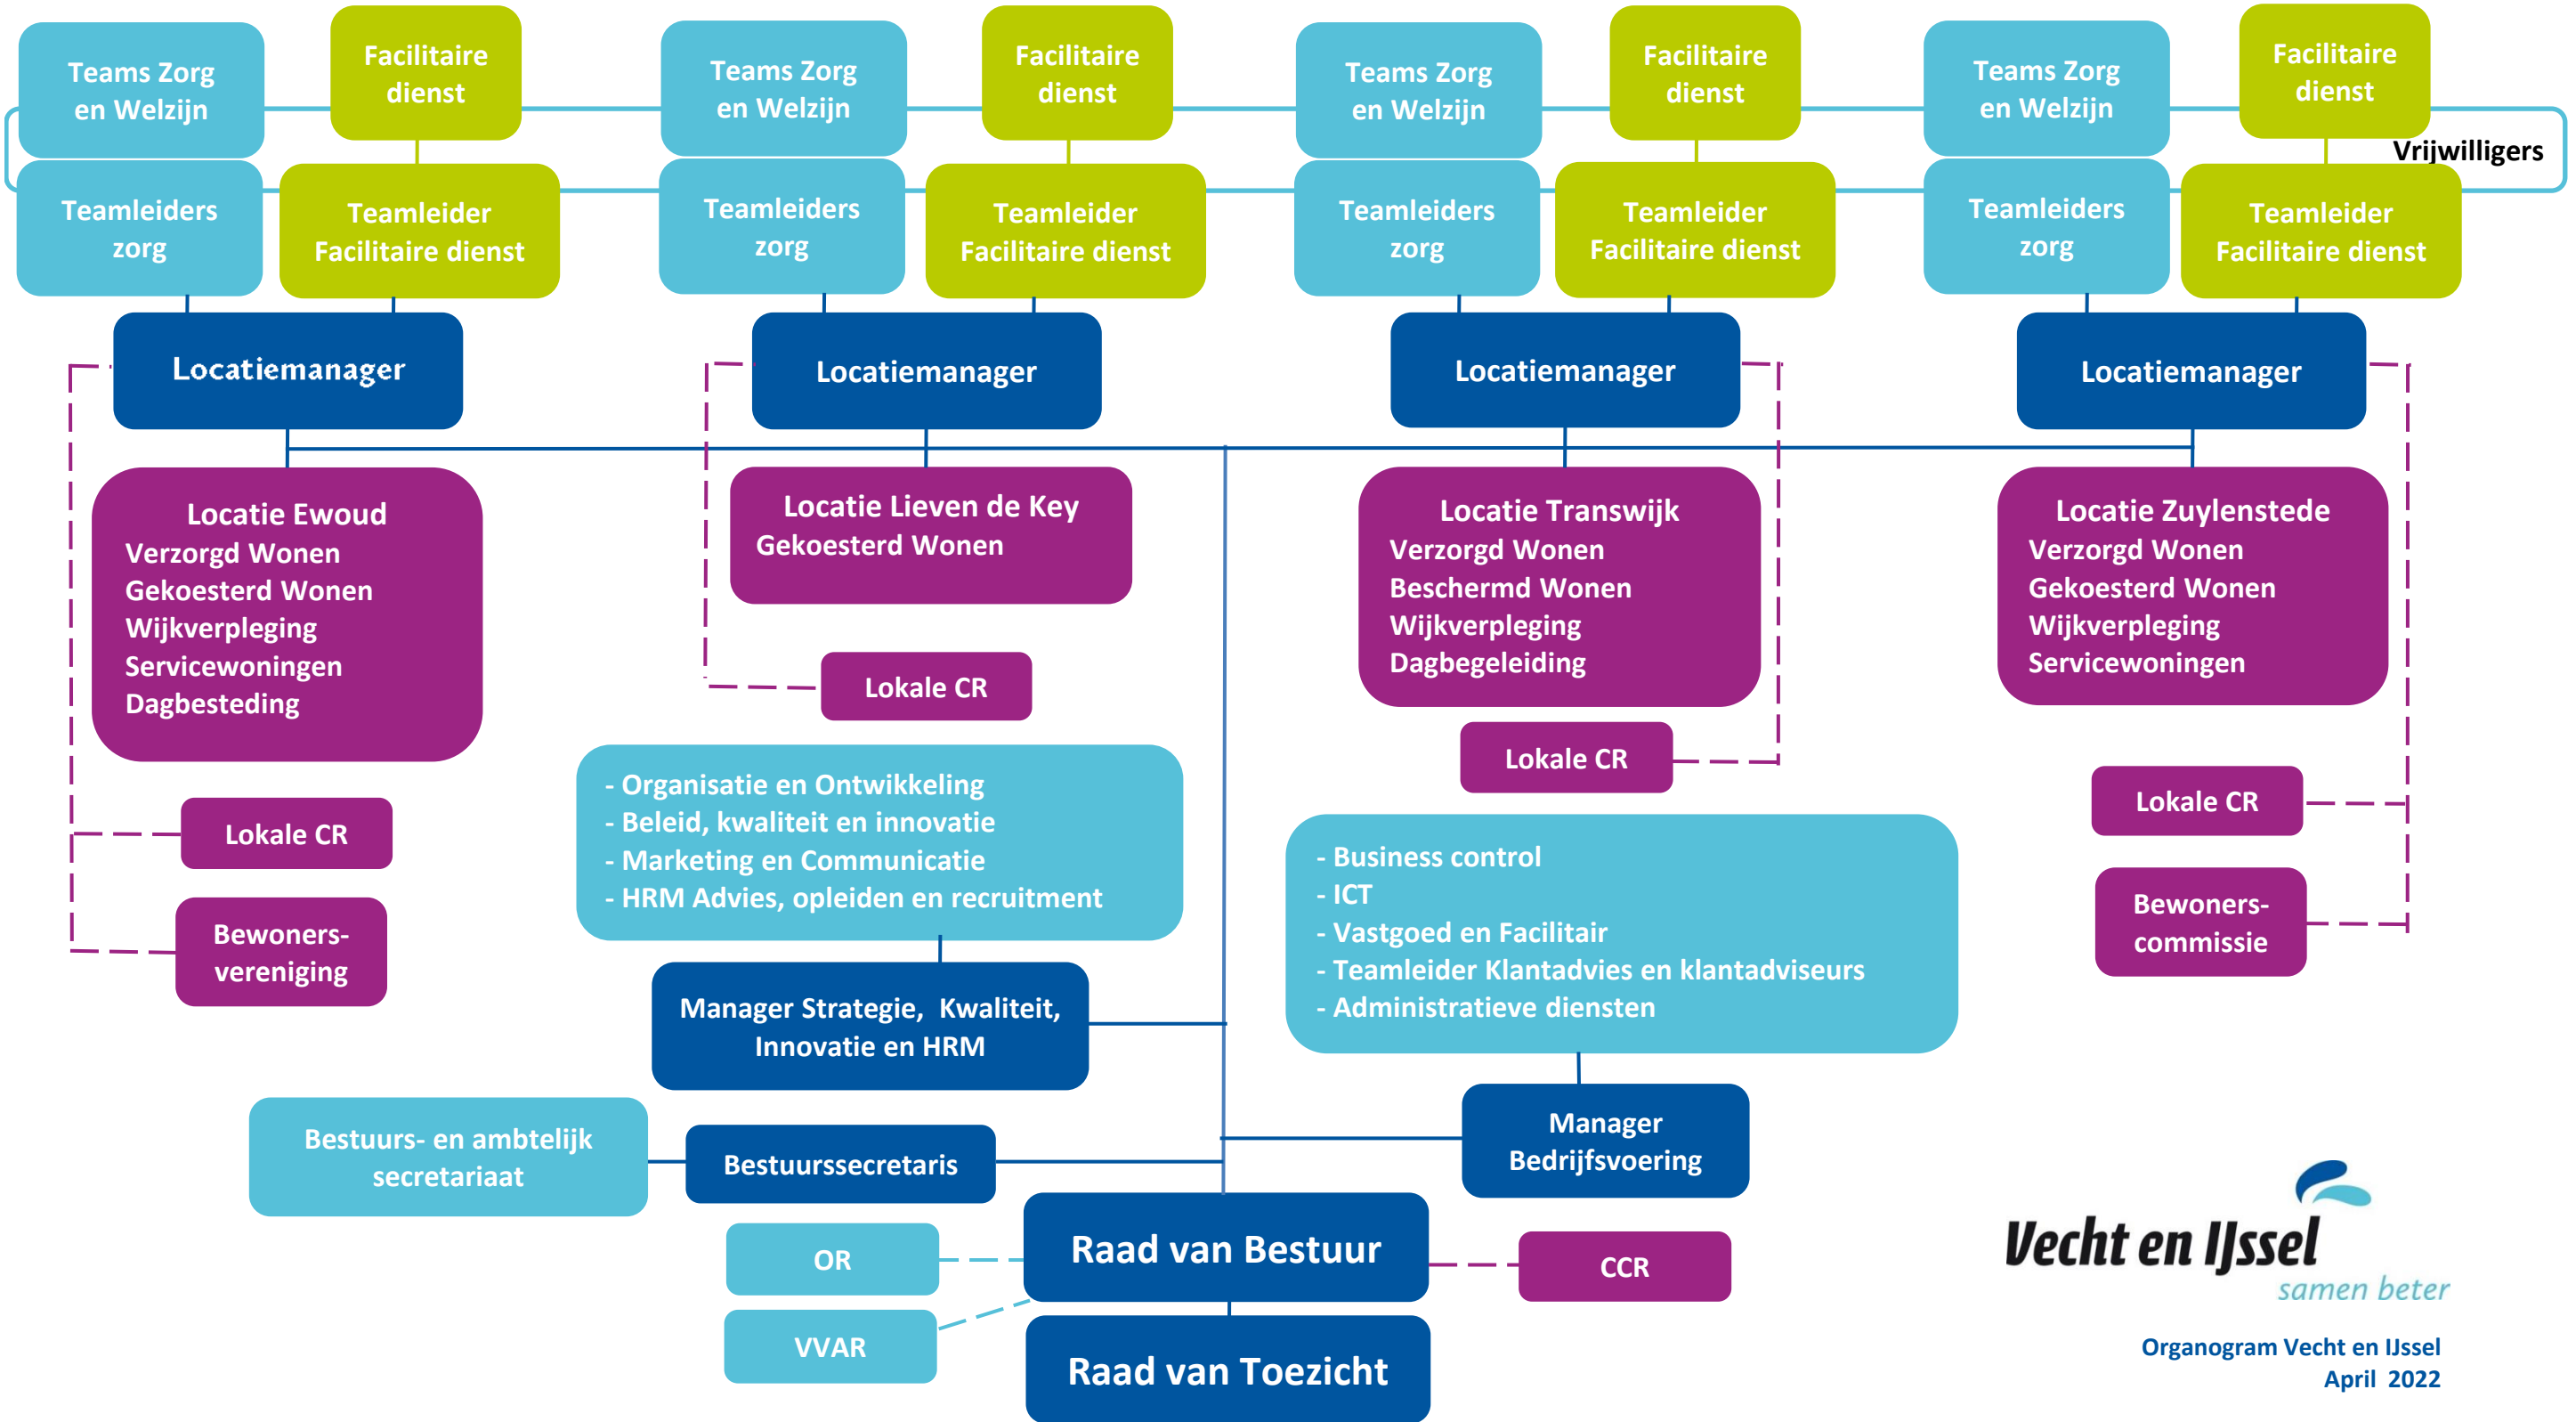 Teams Zorg
en Welzijn
Facilitaire
dienst
Teams Zorg
en Welzijn
Facilitaire
dienst
Teams Zorg
en Welzijn
Facilitaire
dienst
Teams Zorg
en Welzijn
Facilitaire
dienst
Vrijwilligers
Teamleiders
zorg
Teamleider
Facilitaire dienst
Teamleiders
zorg
Teamleider
Facilitaire dienst
Teamleiders
zorg
Teamleider
Facilitaire dienst
Teamleiders
zorg
Teamleider
Facilitaire dienst
Locatiemanager
Locatiemanager
Locatiemanager
Locatiemanager
Locatie Ewoud
Verzorgd Wonen
Gekoesterd Wonen
Wijkverpleging
Servicewoningen
Dagbesteding
Locatie Lieven de Key
Gekoesterd Wonen
Locatie Transwijk
Verzorgd Wonen
Beschermd Wonen
Wijkverpleging
Dagbegeleiding
Locatie Zuylenstede
Verzorgd Wonen
Gekoesterd Wonen
Wijkverpleging
Servicewoningen
Lokale CR
Lokale CR
Lokale CR
Lokale CR
Bewoners-
vereniging
Bewoners-
commissie
- Organisatie en Ontwikkeling
- Beleid, kwaliteit en innovatie
- Marketing en Communicatie
- HRM Advies, opleiden en recruitment
- Business control
- ICT
- Vastgoed en Facilitair
- Teamleider Klantadvies en klantadviseurs
- Administratieve diensten
Manager Strategie, Kwaliteit,
Innovatie en HRM
Manager
Bedrijfsvoering
Bestuurs- en ambtelijk
secretariaat
Bestuurssecretaris
OR
Raad van Bestuur
CCR
VVAR
Raad van Toezicht
Vecht en IJssel
samen beter
Organogram Vecht en IJssel
April 2022